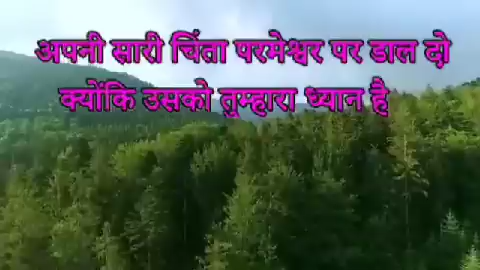 अपनी सारी चिंता परमेश्वर पर डाल दो
क्योंकि उसको तुम्हारा ध्यान है